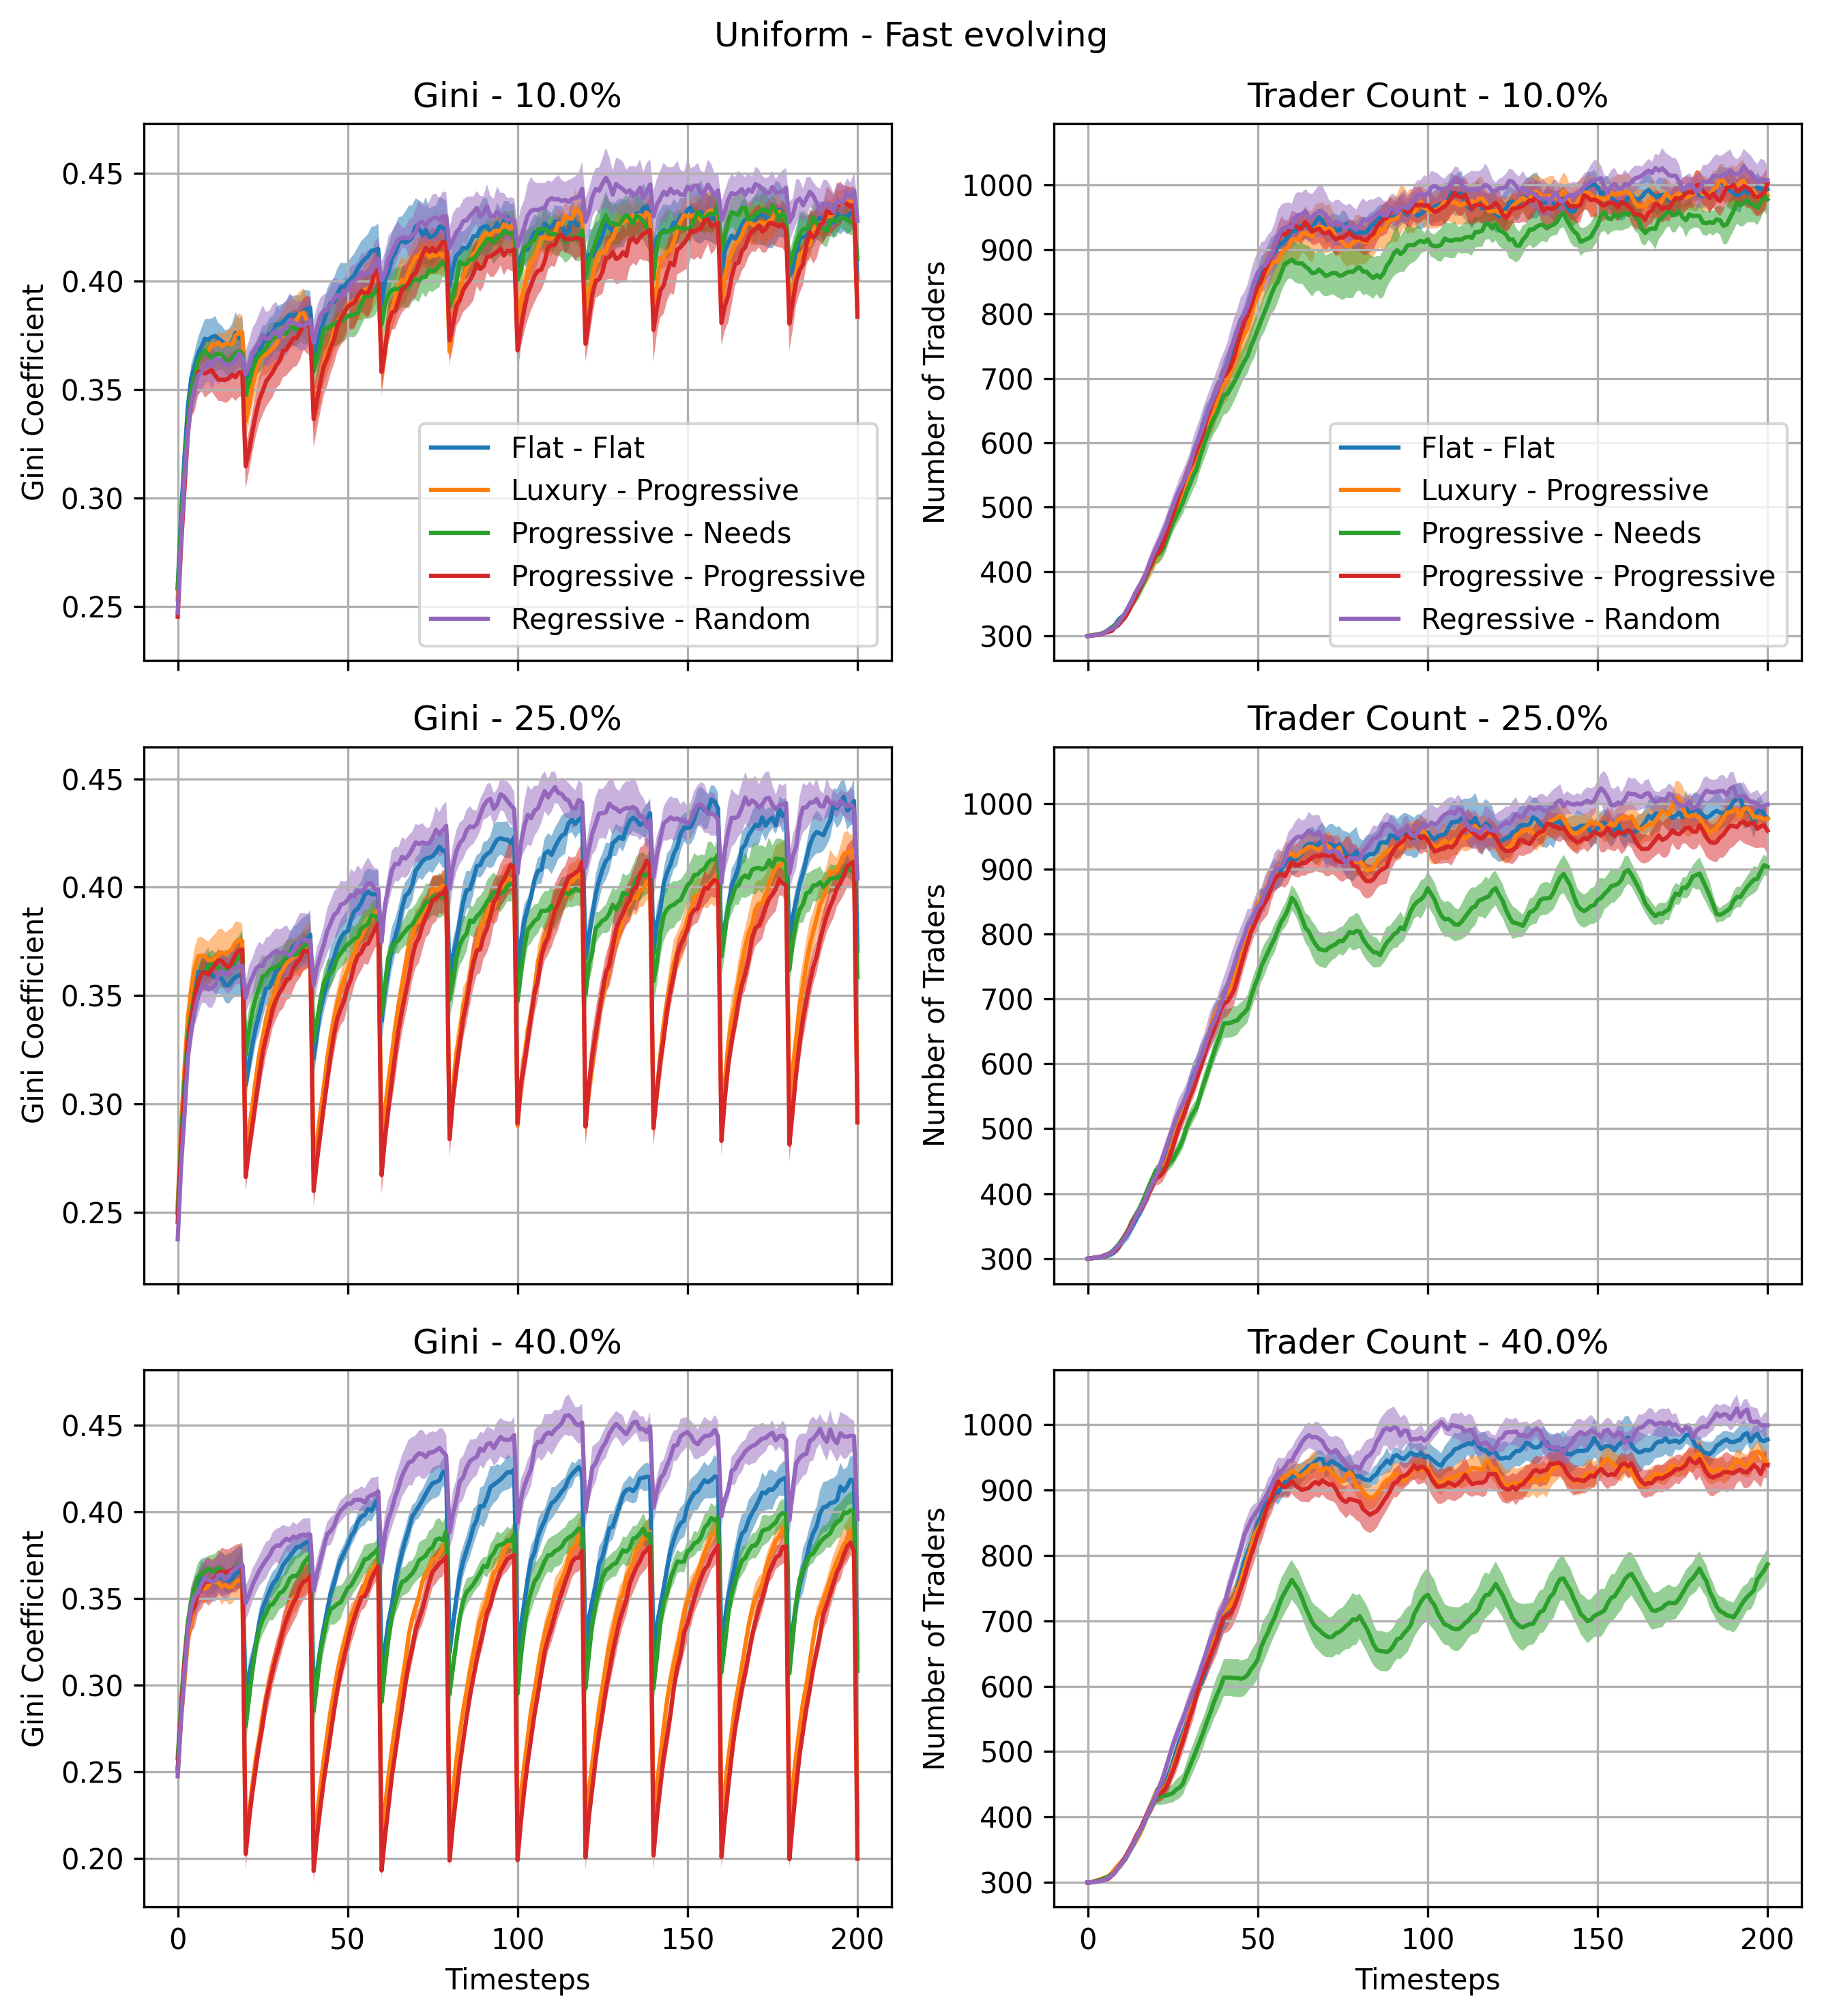 Uniform - Fast evolving
Gini - 10.0%
Trader Count - 10.0%
Gini Coefficient
0.45
0.40
0.35
0.30
0.25
Flat - Flat
Luxury - Progressive
Progressive - Needs
Progressive - Progressive
Regressive - Random
Number of Traders
1000
900
800
700
600
500
400
300
Flat - Flat
Luxury - Progressive
Progressive - Needs
Progressive - Progressive
Regressive - Random
Gini - 25.0%
Trader Count - 25.0%
Gini Coefficient
0.45
0.40
0.35
0.30
0.25
Number of Traders
1000
900
800
700
600
500
400
300
Gini - 40.0%
Trader Count - 40.0%
Gini Coefficient
0.45
0.40
0.35
0.30
0.25
0.20
0 50 100 150 200
Timesteps
Number of Traders
1000
900
800
700
600
500
400
300
0 50 100 150 200
Timesteps